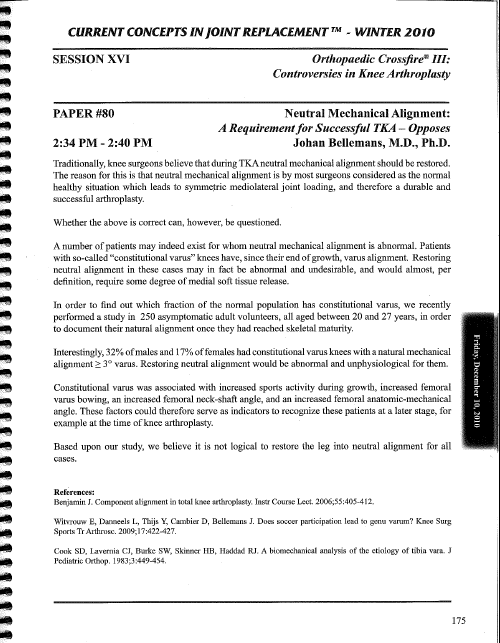 CURRENT CONCEPTS IN JOINT REPLACEMENT ™ - WINTER 2010
SESSION XVI
Orthopaedic Crossfire® III:
Controversies in Knee Arthroplasty
PAPER #80
Neutral Mechanical Alignment:
A Requirement for Successful TKA – Opposes
2:34 PM - 2:40 PM
Johan Bellemans, M.D., Ph.D.
Traditionally, knee surgeons believe that during TKA neutral mechanical alignment should be restored.
The reason for this is that neutral mechanical alignment is by most surgeons considered as the normal
healthy situation which leads to symmetric mediolateral joint loading, and therefore a durable and
successful arthroplasty.
Whether the above is correct can, however, be questioned.
A number of patients may indeed exist for whom neutral mechanical alignment is abnormal. Patients
with so-called “constitutional varus” knees have, since their end of growth, varus alignment. Restoring
neutral alignment in these cases may in fact be abnormal and undesirable, and would almost, per
definition, require some degree of medial soft tissue release.
In order to find out which fraction of the normal population has constitutional varus, we recently
performed a study in 250 asymptomatic adult volunteers, all aged between 20 and 27 years, in order
to document their natural alignment once they had reached skeletal maturity.
Interestingly, 32% of males and 17% of females had constitutional varus knees with a natural mechanical
alignment ≥ 3° varus. Restoring neutral alignment would be abnormal and unphysiological for them.
Constitutional varus was associated with increased sports activity during growth, increased femoral
varus bowing, an increased femoral neck-shaft angle, and an increased femoral anatomic-mechanical
angle. These factors could therefore serve as indicators to recognize these patients at a later stage, for
example at the time of knee arthroplasty.
Based upon our study, we believe it is not logical to restore the leg into neutral alignment for all
cases.
References:
Benjamin J. Component alignment in total knee arthroplasty. Instr Course Lect. 2006;55:405-412.
Witvrouw E, Danneels L, Thijs Y, Cambier D, Bellemans J. Does soccer participation lead to genu varum? Knee Surg
Sports Tr Arthrosc. 2009;17:422-427.
Cook SD, Lavernia CJ, Burke SW, Skinner HB, Haddad RJ. A biomechanical analysis of the etiology of tibia vara. J
Pediatric Orthop. 1983;3:449-454.
Friday, December 10, 2010
175